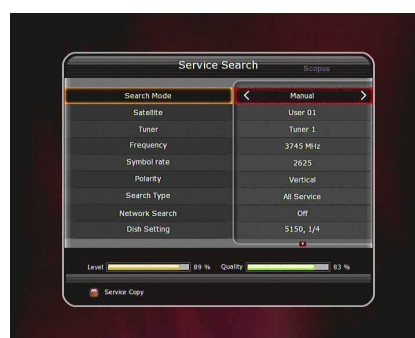 Service Search
Scopus
Search Mode Manual
Satellite User 01
Tuner Tuner 1
Frequency 3745 MHz
Symbol rate 2625
Polarity Vertical
Search Type All Service
Network Search Off
Dish Setting 5150, 1/4
Level 89 % Quality 83 %
Service Copy